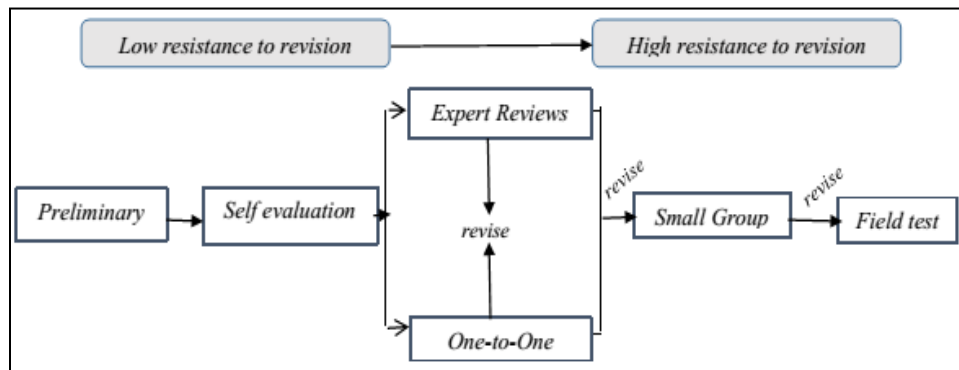 Low resistance to revision
High resistance to revision
Expert Reviews
Preliminary
Self evaluation
revise
revise
Small Group
revise
Field test
One-to-One